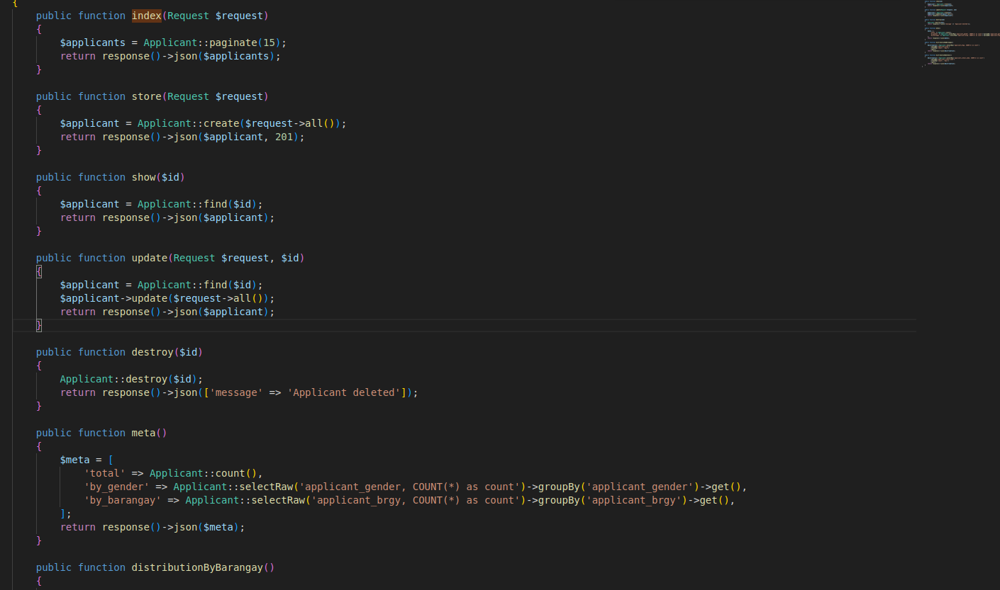 {
    public function index(Request $request)
    {
        $applicants = Applicant::paginate(15);
        return response()->json($applicants);
    }

    public function store(Request $request)
    {
        $applicant = Applicant::create($request->all());
        return response()->json($applicant, 201);
    }

    public function show($id)
    {
        $applicant = Applicant::find($id);
        return response()->json($applicant);
    }

    public function update(Request $request, $id)
    {
        $applicant = Applicant::find($id);
        $applicant->update($request->all());
        return response()->json($applicant);
    }

    public function destroy($id)
    {
        Applicant::destroy($id);
        return response()->json(['message' => 'Applicant deleted']);
    }

    public function meta()
    {
        $meta = [
            'total' => Applicant::count(),
            'by_gender' => Applicant::selectRaw('applicant_gender, COUNT(*) as count')->groupBy('applicant_gender')->get(),
            'by_barangay' => Applicant::selectRaw('applicant_brgy, COUNT(*) as count')->groupBy('applicant_brgy')->get(),
        ];
        return response()->json($meta);
    }

    public function distributionByBarangay()
    {